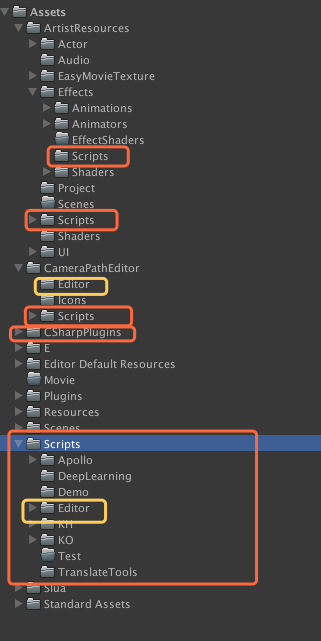 Assets
ArtistResources
Actor
Audio
EasyMovieTexture
Effects
Animations
Animators
EffectShaders
Scripts
Shaders
Project
Scenes
Scripts
Shaders
UI
CameraPathEditor
Editor
Icons
Scripts
CSharpPlugins
E
Editor Default Resources
Movie
Plugins
Resources
Scenes
Scripts
Apollo
DeepLearning
Demo
Editor
KH
KO
Test
TranslateTools
Slua
Standard Assets